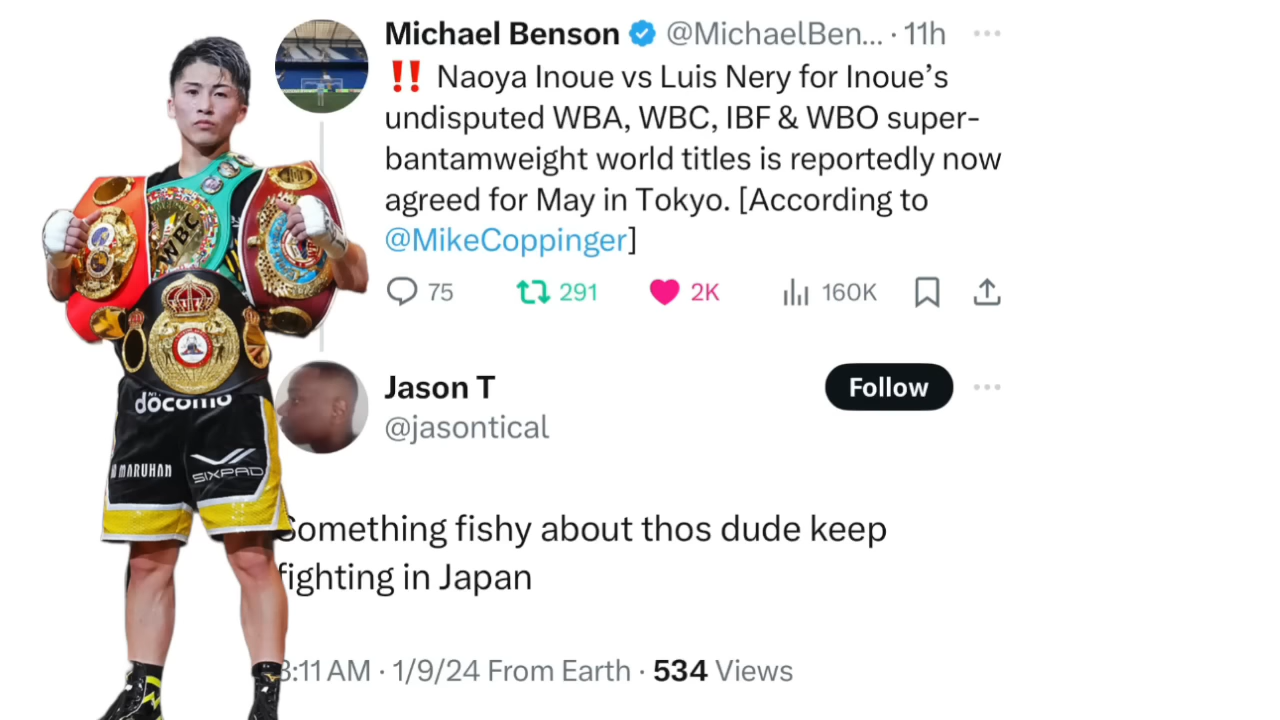 Michael Benson @MichaelBen... · 11h
‼️ Naoya Inoue vs Luis Nery for Inoue’s
undisputed WBA, WBC, IBF & WBO super-
bantamweight world titles is reportedly now
agreed for May in Tokyo. [According to
@MikeCoppinger]
75 291 2K 160K
WBC
Jason T
Follow
@jasontical
docomo
MARUHAN
SIXPAD
Something fishy about thos dude keep
fighting in Japan
3:11 AM · 1/9/24 From Earth · 534 Views